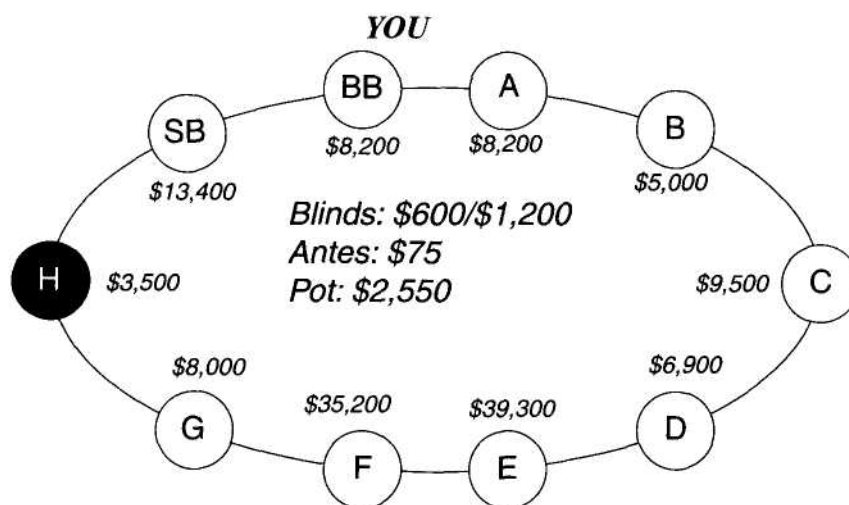 YOU
BB
A
SB
B
$8,200
$8,200
$13,400
$5,000
Blinds: $600/$1,200
Antes: $75
Pot: $2,550
H
$3,500
$9,500
C
$8,000
$35,200
$39,300
$6,900
G
F
E
D